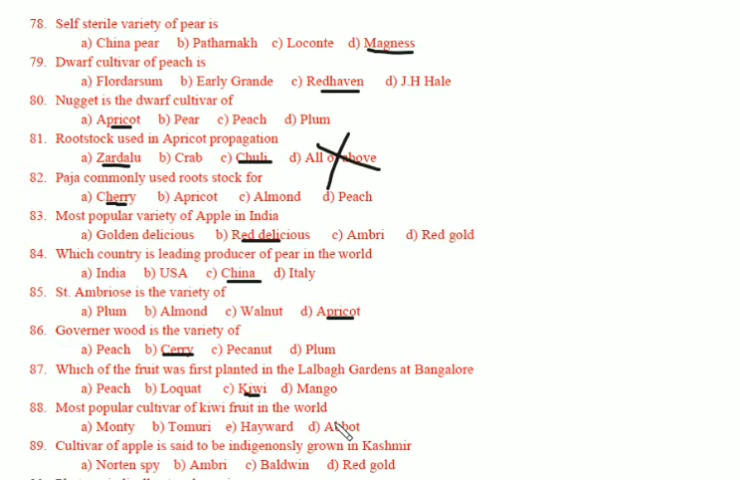 78. Self sterile variety of pear is
a) China pear b) Patharnakh c) Loconte d) Magness
79. Dwarf cultivar of peach is
a) Flordarsum b) Early Grande c) Redhaven d) J.H Hale
80. Nugget is the dwarf cultivar of
a) Apricot b) Pear c) Peach d) Plum
81. Rootstock used in Apricot propagation
a) Zardalu b) Crab c) Chuli d) All of above
82. Paja commonly used roots stock for
a) Cherry b) Apricot c) Almond d) Peach
83. Most popular variety of Apple in India
a) Golden delicious b) Red delicious c) Ambri d) Red gold
84. Which country is leading producer of pear in the world
a) India b) USA c) China d) Italy
85. St. Ambriose is the variety of
a) Plum b) Almond c) Walnut d) Apricot
86. Governer wood is the variety of
a) Peach b) Cerry c) Pecanut d) Plum
87. Which of the fruit was first planted in the Lalbagh Gardens at Bangalore
a) Peach b) Loquat c) Kiwi d) Mango
88. Most popular cultivar of kiwi fruit in the world
a) Monty b) Tomuri e) Hayward d) Abbot
89. Cultivar of apple is said to be indigenonsly grown in Kashmir
a) Norten spy b) Ambri c) Baldwin d) Red gold